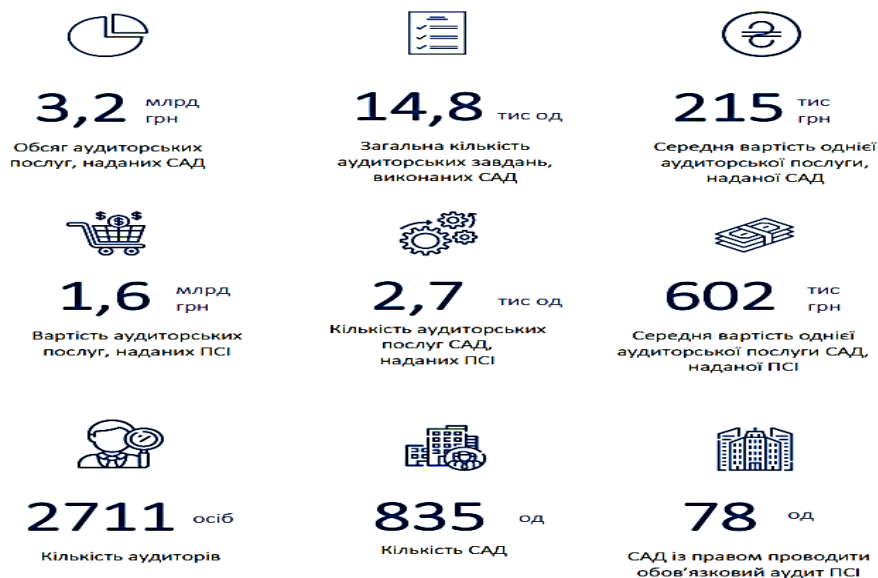 3,2 млрд грн
Обсяг аудиторських
послуг, наданих САД
14,8 тис од
Загальна кількість
аудиторських завдань,
виконаних САД
215 тис грн
Середня вартість однієї
аудиторської послуги,
наданої САД
1,6 млрд грн
Вартість аудиторських
послуг, наданих ПСІ
2,7 тис од
Кількість аудиторських
послуг САД,
наданих ПСІ
602 тис грн
Середня вартість однієї
аудиторської послуги САД,
наданої ПСІ
2711 осіб
Кількість аудиторів
835 од
Кількість САД
78 од
САД із правом проводити
обов’язковий аудит ПСІ